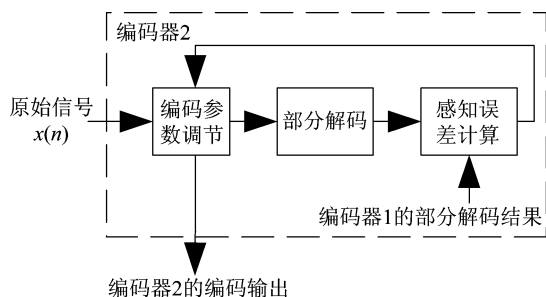 编码器2
原始信号
x(n)
编码参
数调节
部分解码
感知误
差计算
编码器1的部分解码结果
编码器2的编码输出